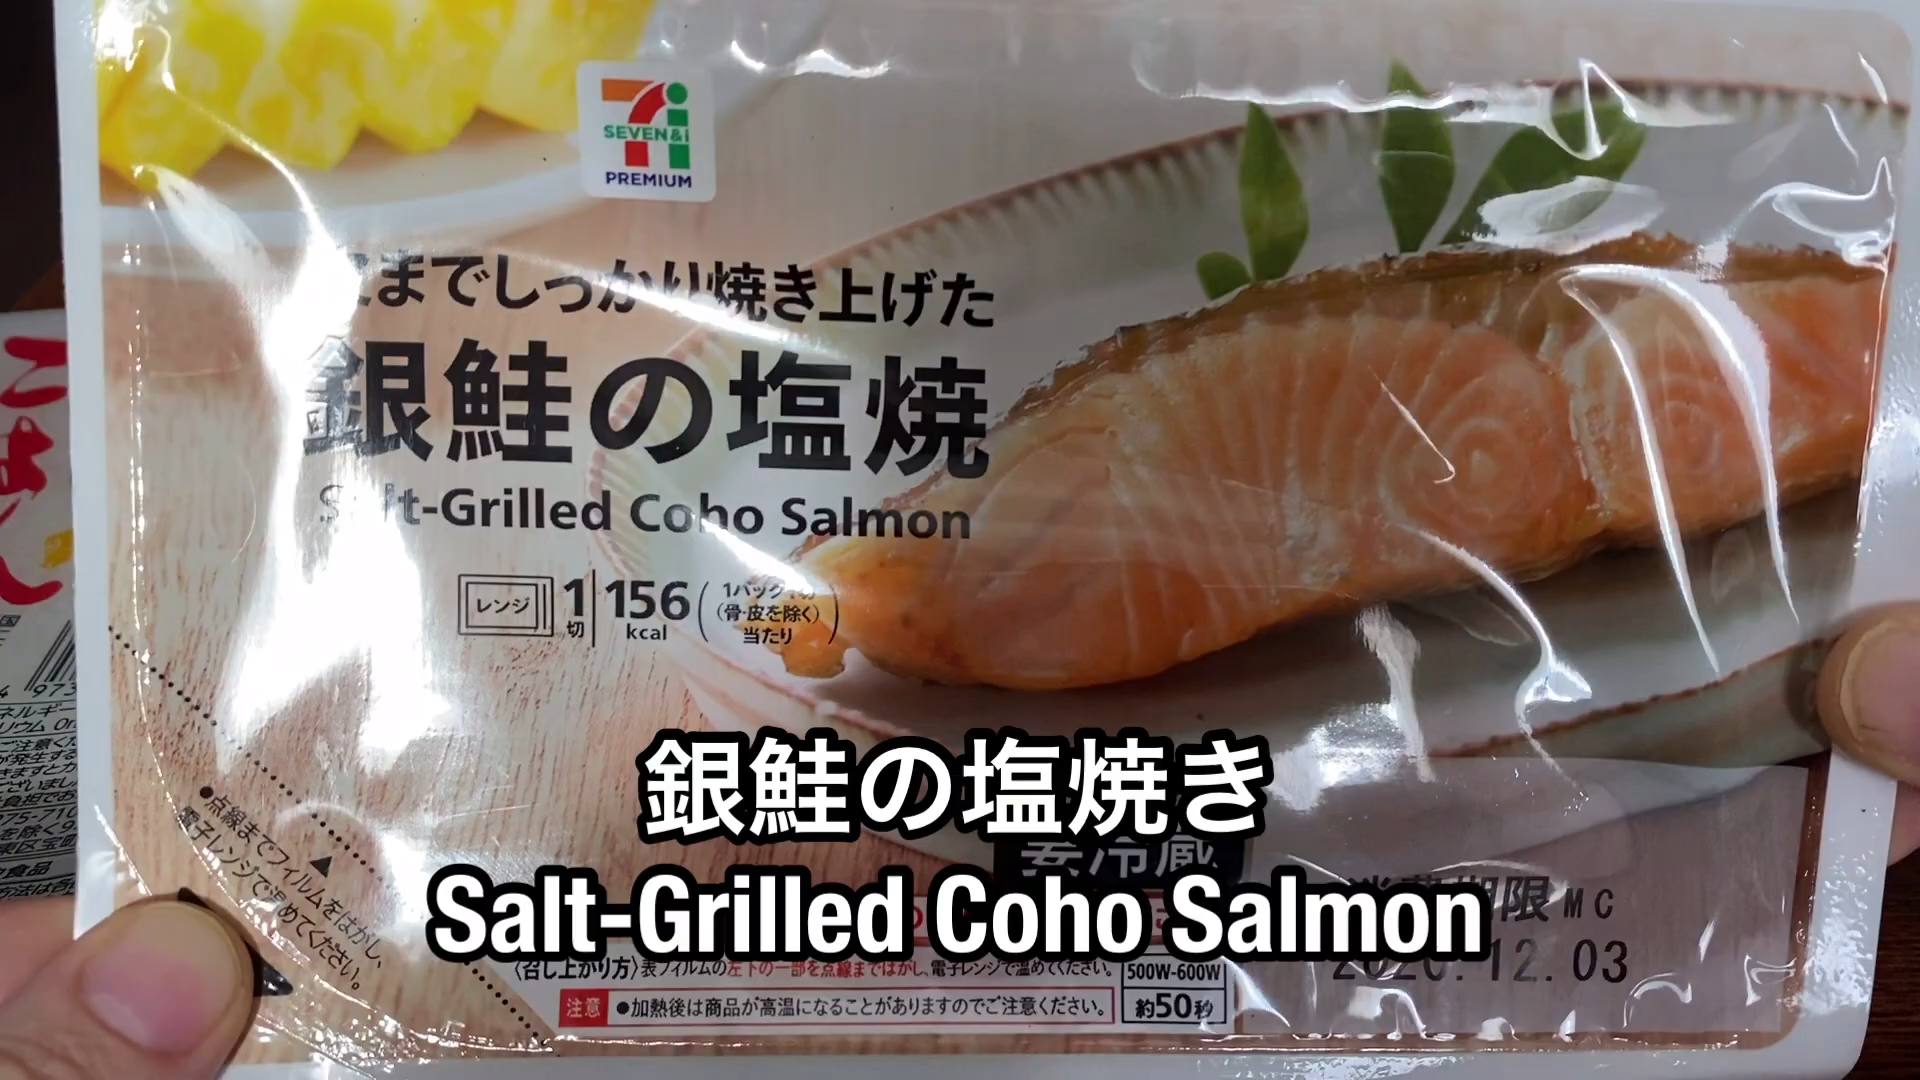 SEVEN&i
PREMIUM
までしっかり焼き上げた
銀鮭の塩焼
Salt-Grilled Coho Salmon
レンジ
1切
156 kcal
(骨・皮を除く)
当たり
銀鮭の塩焼き
Salt-Grilled Coho Salmon
要冷蔵
期限 MC
12.03
●点線までフィルムをはがし、
電子レンジで温めてください。
〈召し上がり方〉表フィルムの左下の一部を点線まではがし、電子レンジで温めてください。
500W-600W
約50秒
注意 ●加熱後は商品が高温になることがありますのでご注意ください。